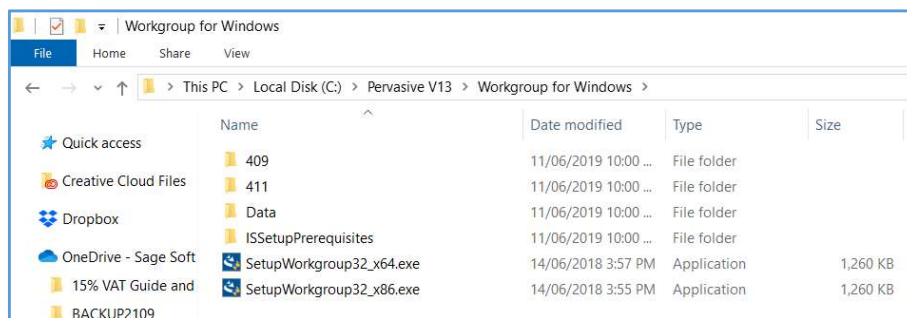 Workgroup for Windows
File Home Share View
This PC > Local Disk (C:) > Pervasive V13 > Workgroup for Windows >
Name Date modified Type Size
Quick access
409 11/06/2019 10:00 ... File folder
Creative Cloud Files
411 11/06/2019 10:00 ... File folder
Dropbox
Data 11/06/2019 10:00 ... File folder
ISSetupPrerequisites 11/06/2019 10:00 ... File folder
OneDrive - Sage Soft
SetupWorkgroup32_x64.exe 14/06/2018 3:57 PM Application 1,260 KB
15% VAT Guide and
SetupWorkgroup32_x86.exe 14/06/2018 3:55 PM Application 1,260 KB
BACKUP2109